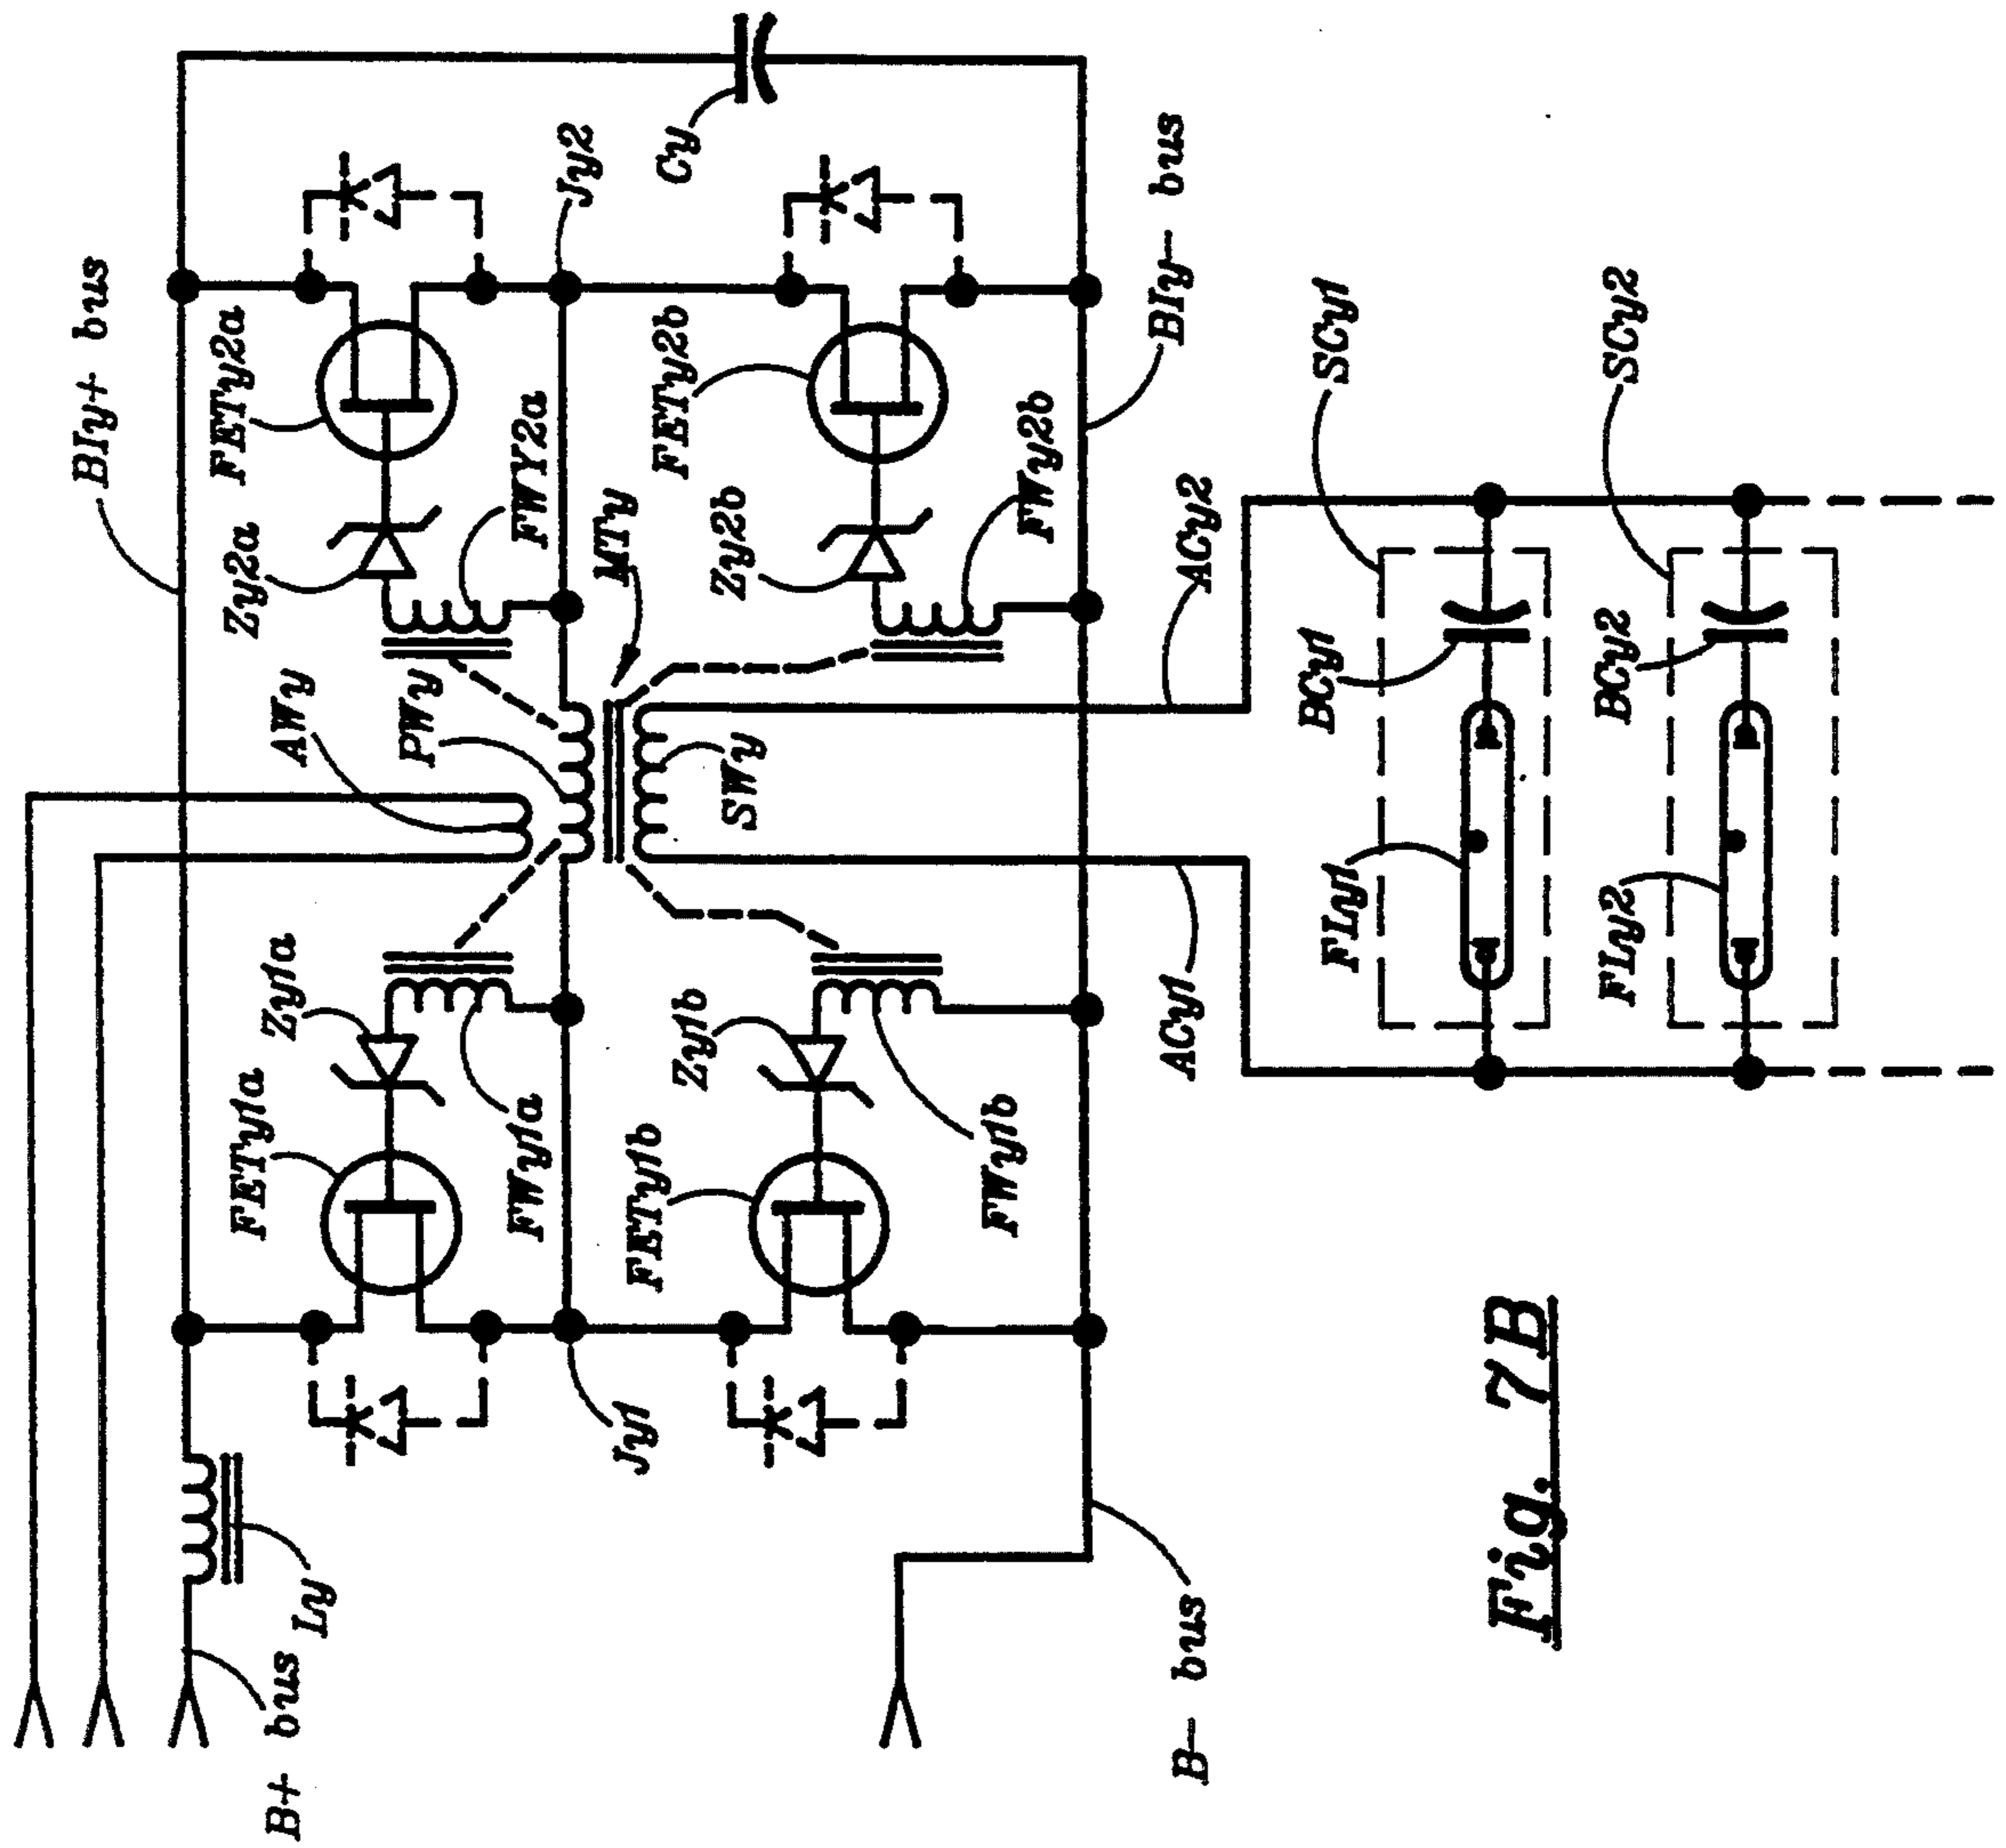 BIy+ bus
FETy2a
Zy2a
FWYY2a
AWy
PWy
MTy
SWy
Jy2
Cy
FETy2b
Zy2b
FWy2b
BIy- bus
ACy2
ACy1
SCy1
SCy2
BCy1
BCy2
FLy1
FLy2
Zy1a
FETy1a
FWy1a
Zy1b
FETy1b
FWy1b
Jy1
Ly
B+ bus
B- bus
Fig. 7B